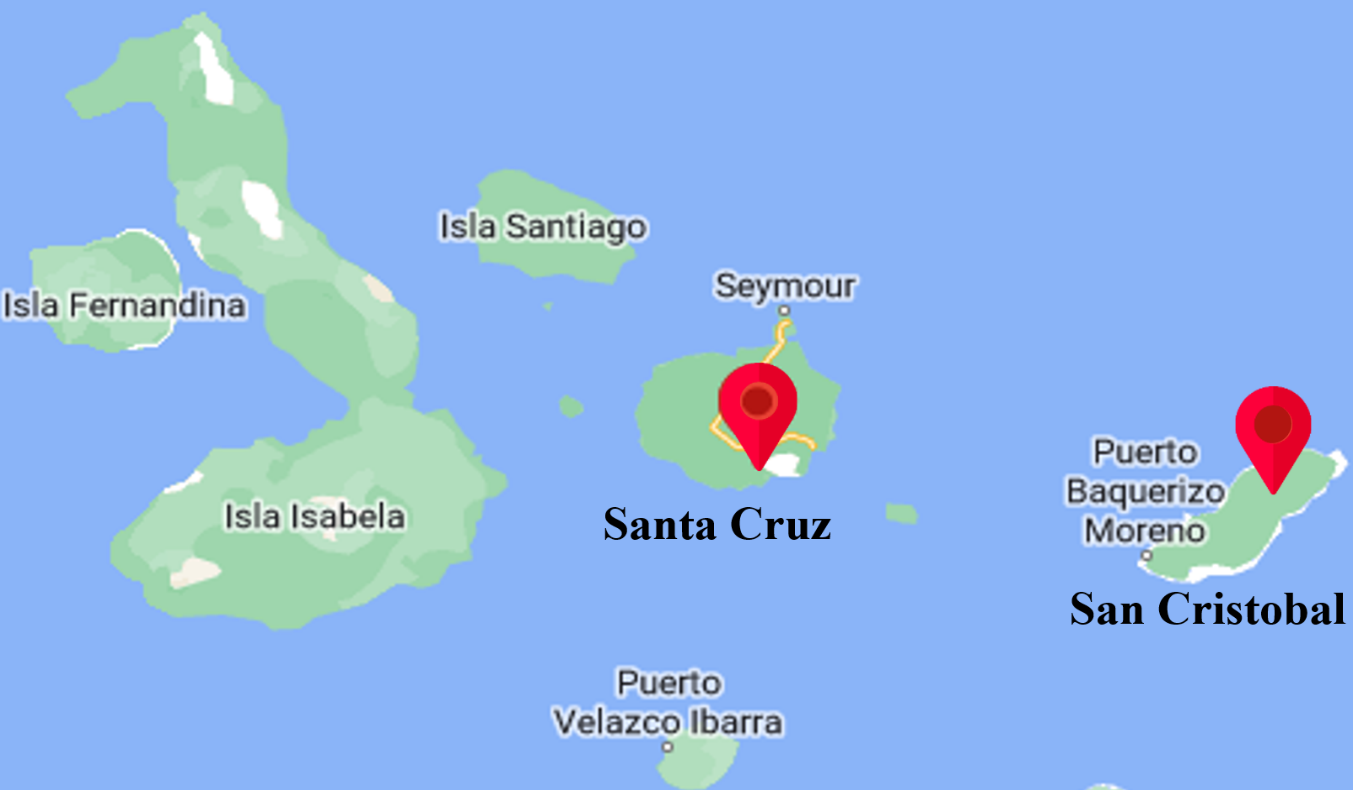 Isla Santiago
Seymour
Isla Fernandina
Puerto
Baquerizo
Moreno
Isla Isabela
Santa Cruz
San Cristobal
Puerto
Velazco Ibarra